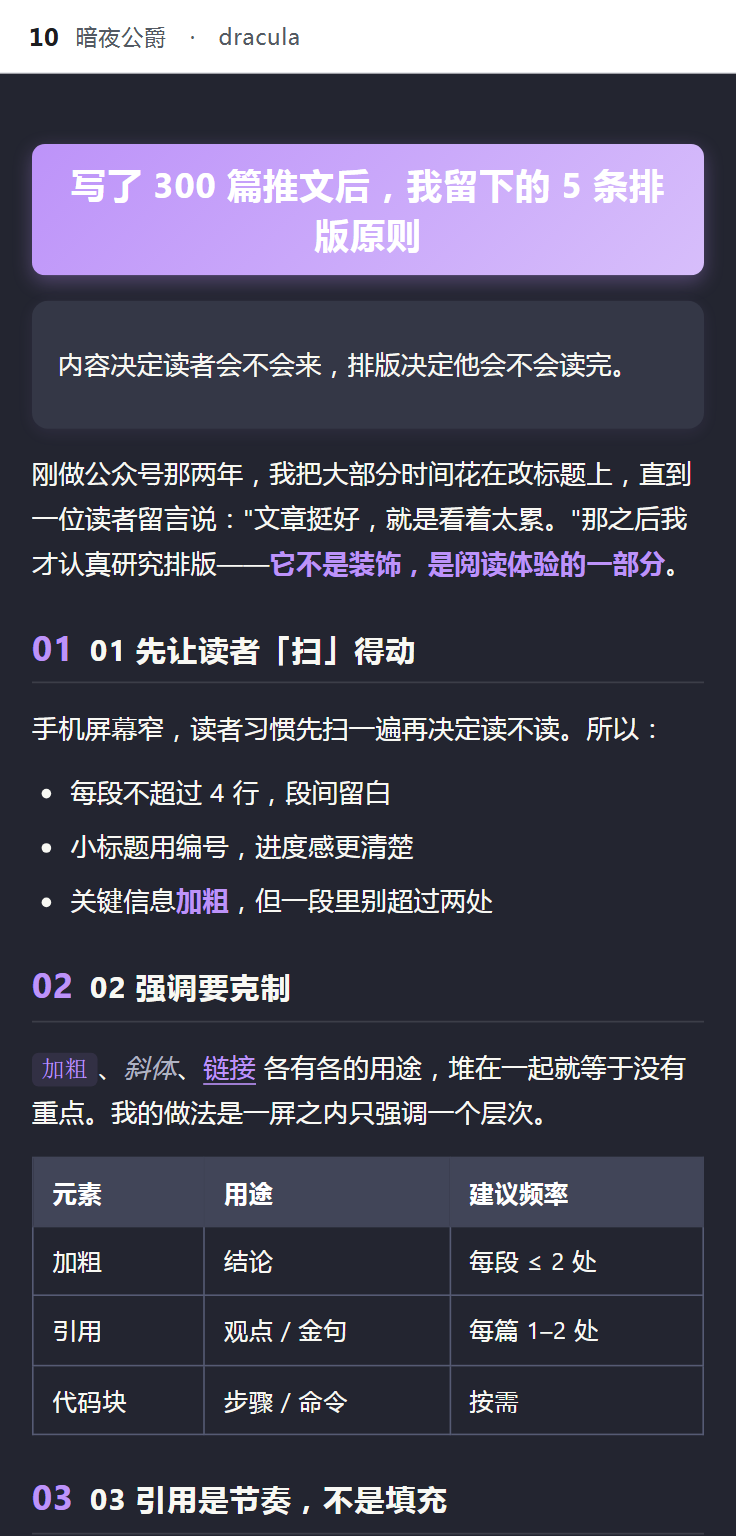 10 暗夜公爵 · dracula
写了 300 篇推文后，我留下的 5 条排
版原则
内容决定读者会不会来，排版决定他会不会读完。
刚做公众号那两年，我把大部分时间花在改标题上，直到
一位读者留言说："文章挺好，就是看着太累。"那之后我
才认真研究排版——它不是装饰，是阅读体验的一部分。
01 01 先让读者「扫」得动
手机屏幕窄，读者习惯先扫一遍再决定读不读。所以：
• 每段不超过 4 行，段间留白
• 小标题用编号，进度感更清楚
• 关键信息加粗，但一段里别超过两处
02 02 强调要克制
加粗、斜体、链接 各有各的用途，堆在一起就等于没有
重点。我的做法是一屏之内只强调一个层次。
元素 用途 建议频率
加粗 结论 每段 ≤ 2 处
引用 观点 / 金句 每篇 1–2 处
代码块 步骤 / 命令 按需
03 03 引用是节奏，不是填充